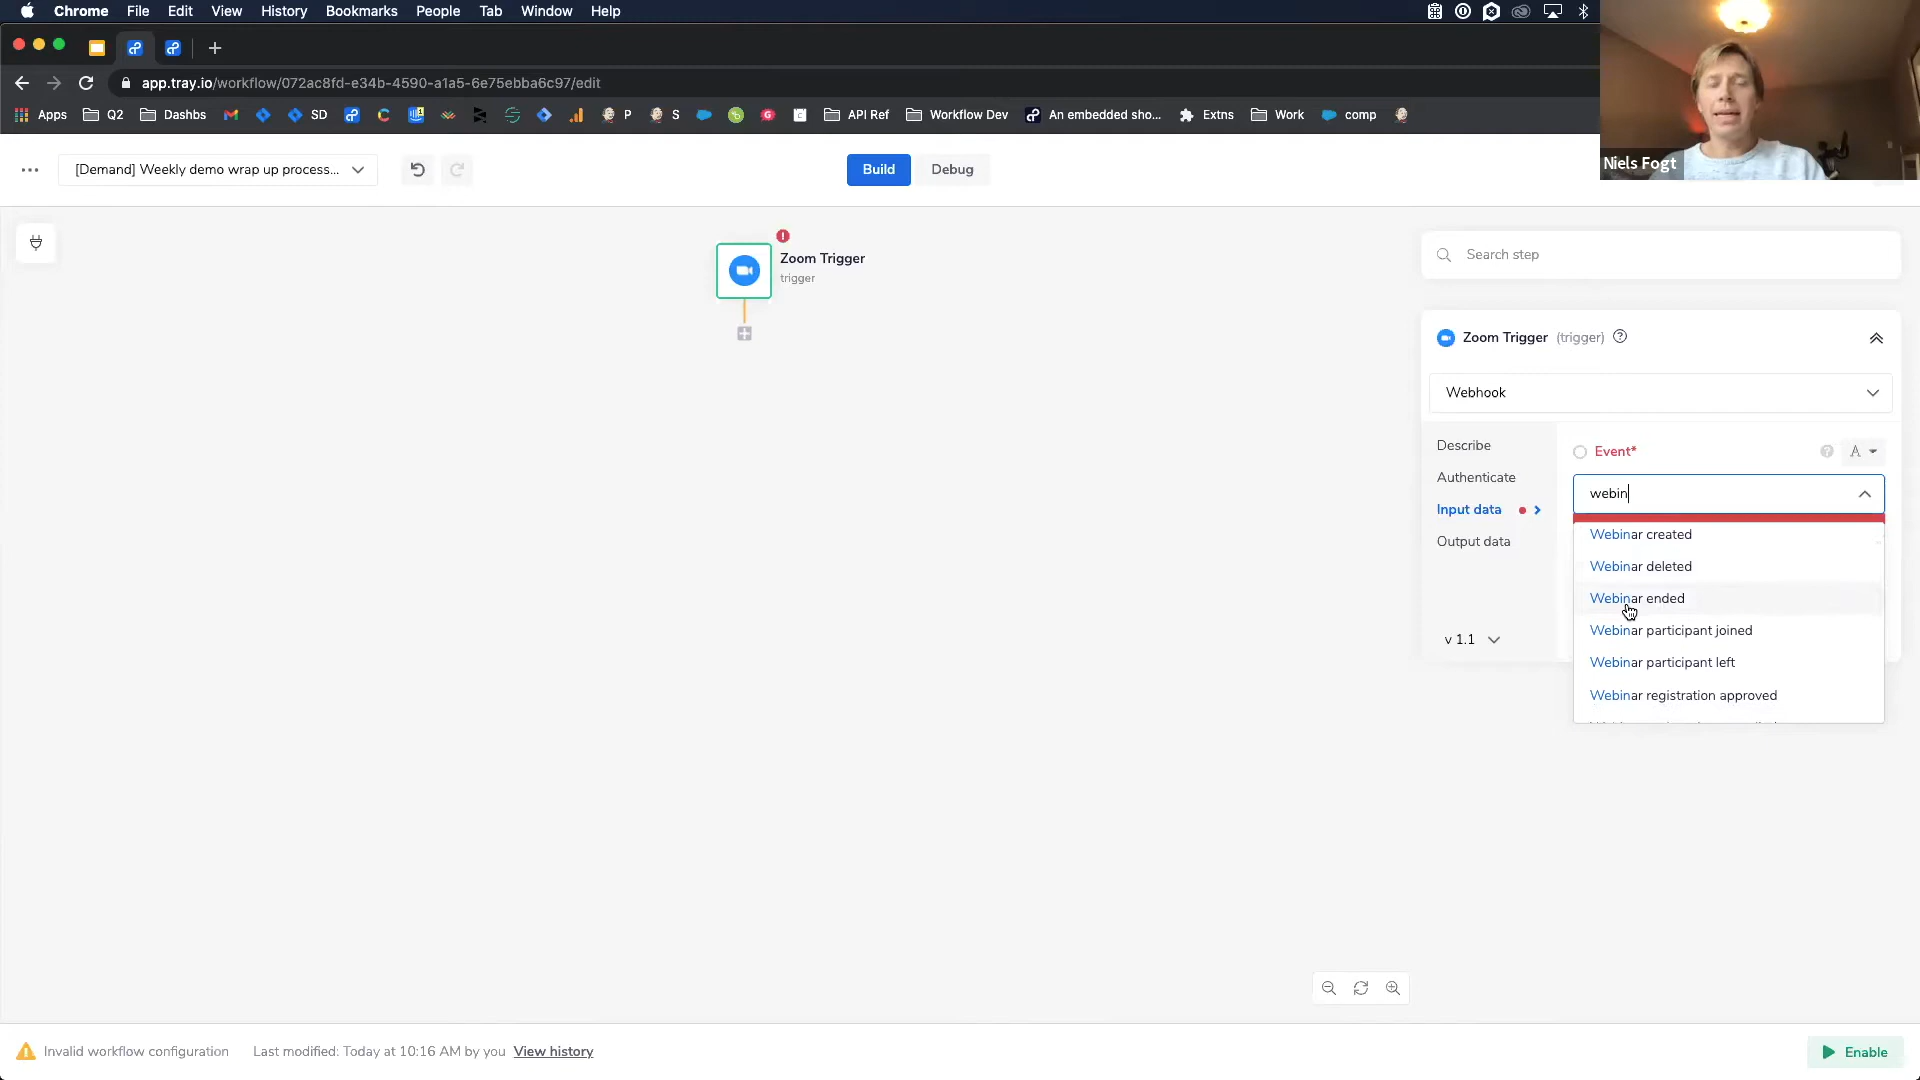 Chrome File Edit View History Bookmarks People Tab Window Help
app.tray.io/workflow/072ac8fd-e34b-4590-a1a5-6e75ebba6c97/edit
Apps Q2 Dashbs SD P S API Ref Workflow Dev An embedded sho... Extns Work comp
Niels Fogt
[Demand] Weekly demo wrap up process...
Build
Debug
Zoom Trigger
trigger
Search step
Zoom Trigger (trigger)
Webhook
Describe
Authenticate
Input data
Output data
v 1.1
Event*
A
webin
Webinar created
Webinar deleted
Webinar ended
Webinar participant joined
Webinar participant left
Webinar registration approved
Invalid workflow configuration Last modified: Today at 10:16 AM by you View history
Enable